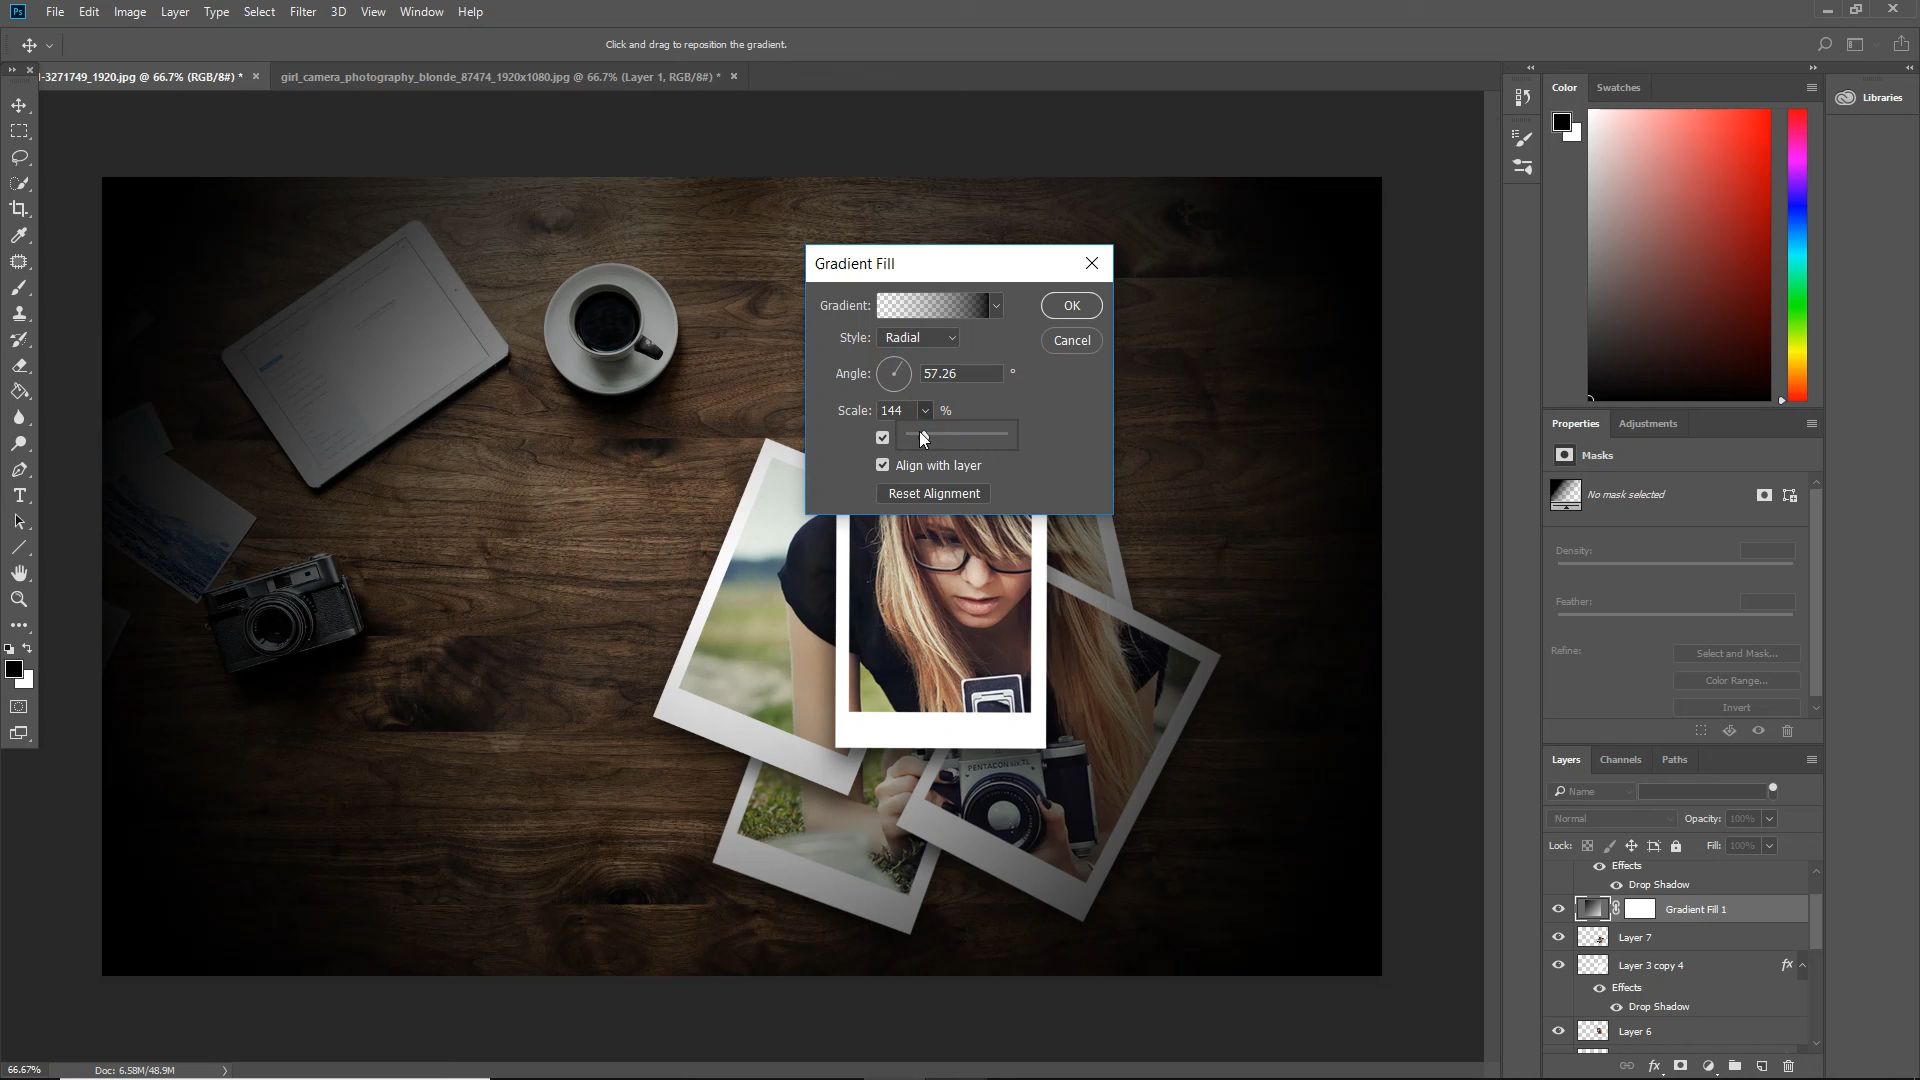 Ps File Edit Image Layer Type Select Filter 3D View Window Help
Click and drag to reposition the gradient.
-3271749_1920.jpg @ 66.7% (RGB/8#) *
girl_camera_photography_blonde_87474_1920x1080.jpg @ 66.7% (Layer 1, RGB/8#) *
Color Swatches
Libraries
Gradient Fill
Gradient:
OK
Style: Radial
Cancel
Angle: 57.26 °
Scale: 144 %
Align with layer
Reset Alignment
Properties Adjustments
Masks
No mask selected
Density:
Feather:
Refine: Select and Mask...
Color Range...
Invert
PENTACON SIX TL
Layers Channels Paths
Name
Normal Opacity: 100%
Lock: Fill: 100%
Effects
Drop Shadow
Gradient Fill 1
Layer 7
Layer 3 copy 4 fx
Effects
Drop Shadow
Layer 6
fx
66.67% Doc: 6.58M/48.9M